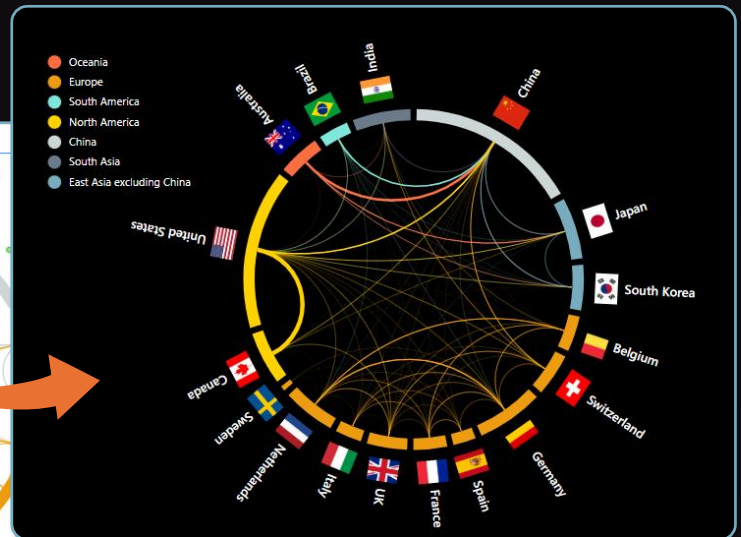 Oceania
Europe
South America
North America
China
South Asia
East Asia excluding China
India
China
Japan
South Korea
Belgium
Switzerland
Germany
Spain
France
UK
Italy
Netherlands
Sweden
Canada
United States
Australia
Brazil